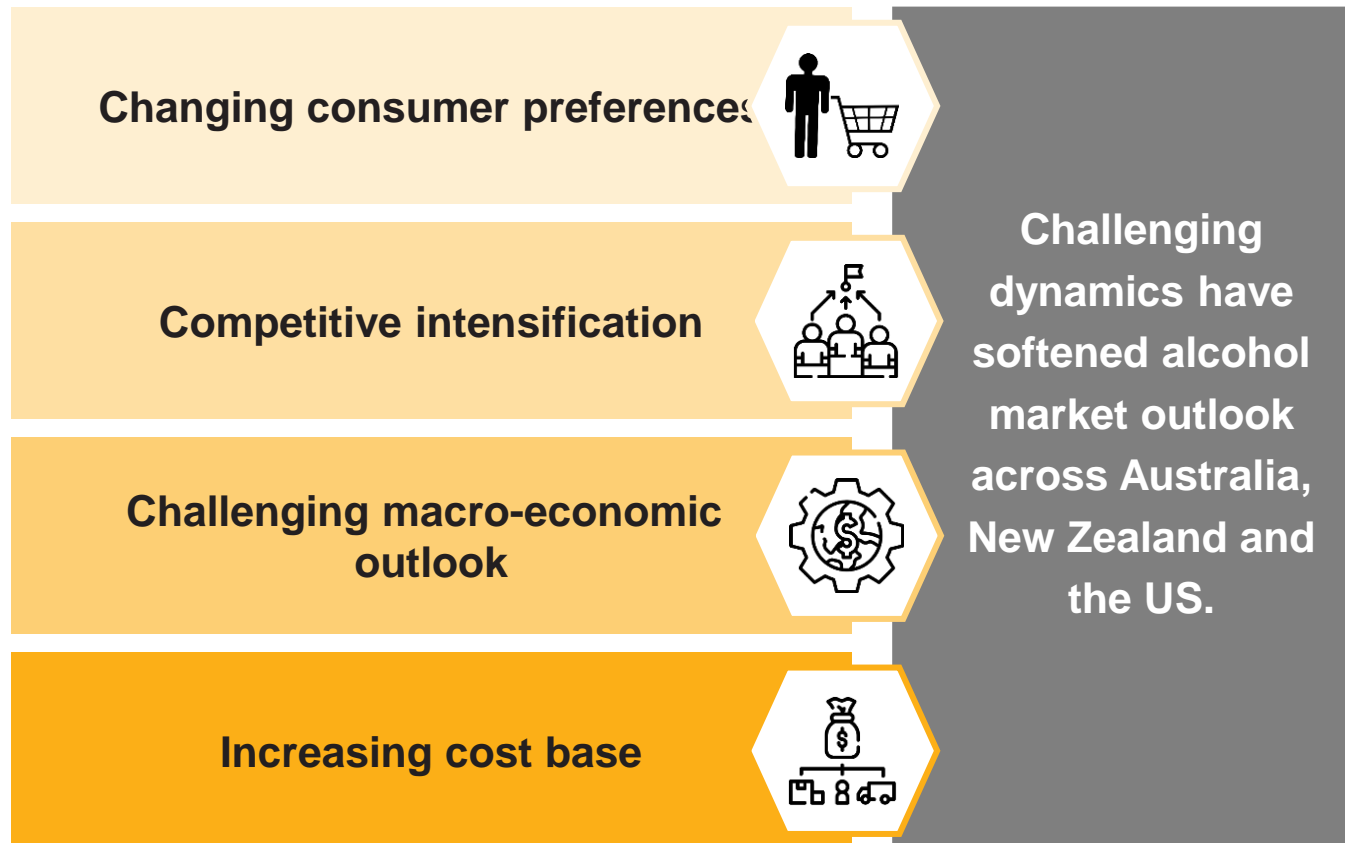 Changing consumer preferences
Competitive intensification
Challenging macro-economic
outlook
Increasing cost base
Challenging
dynamics have
softened alcohol
market outlook
across Australia,
New Zealand and
the US.